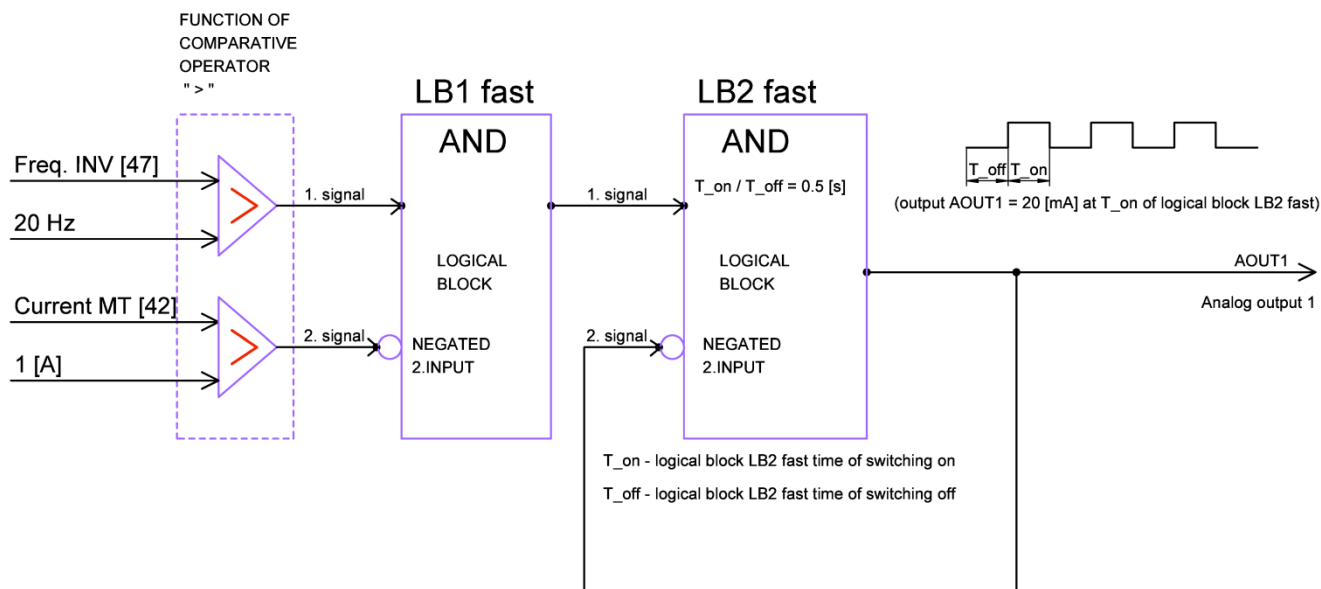 FUNCTION OF
COMPARATIVE
OPERATOR
" > "
LB1 fast
LB2 fast
AND
AND
Freq. INV [47]
20 Hz
Current MT [42]
1 [A]
1. signal
2. signal
LOGICAL
BLOCK
NEGATED
2.INPUT
1. signal
2. signal
T_on / T_off = 0.5 [s]
LOGICAL
BLOCK
NEGATED
2.INPUT
T_off
T_on
(output AOUT1 = 20 [mA] at T_on of logical block LB2 fast)
AOUT1
Analog output 1
T_on - logical block LB2 fast time of switching on
T_off - logical block LB2 fast time of switching off